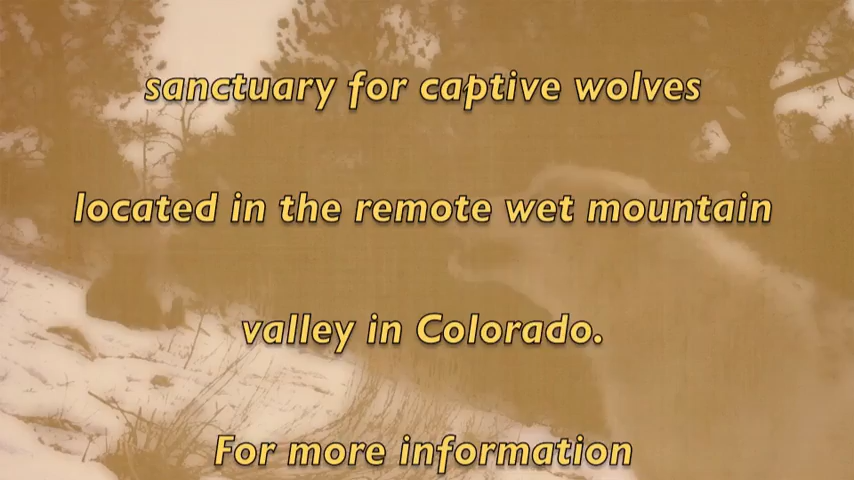 sanctuary for captive wolves
located in the remote wet mountain
valley in Colorado.
For more information